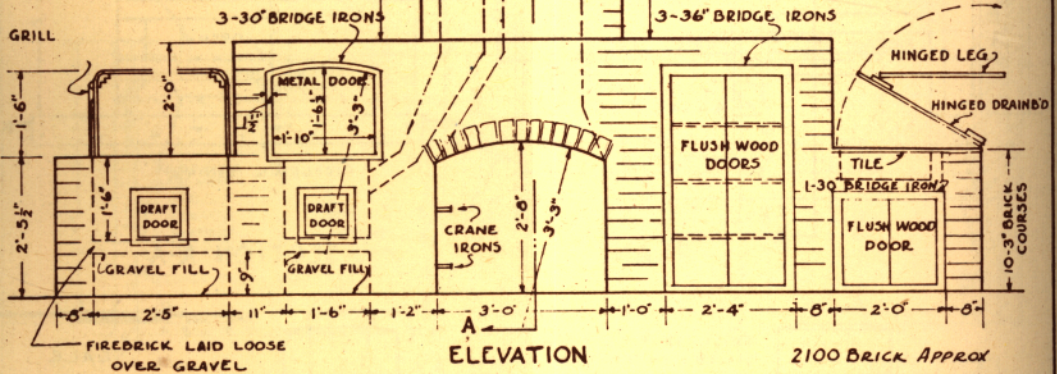 3-30" BRIDGE IRONS
3-36" BRIDGE IRONS
GRILL
HINGED LEG
METAL DOOR
HINGED DRAINB'D
1'-6"
2'-0"
1'-6½"
3'-3"
1'-10"
FLUSH WOOD
DOORS
TILE
1-30 BRIDGE IRON?
2'-5½"
1'-6"
DRAFT
DOOR
DRAFT
DOOR
CRANE
IRONS
2'-8"
3'-3"
FLUSH WOOD
DOOR
10-3" BRICK
COURSES
GRAVEL FILL
9"
GRAVEL FILL
8"
2'-5"
11"
1'-6"
1'-2"
3'-0"
1'-0"
2'-4"
8"
2'-0"
8"
A
FIREBRICK LAID LOOSE
OVER GRAVEL
ELEVATION
2100 BRICK APPROX